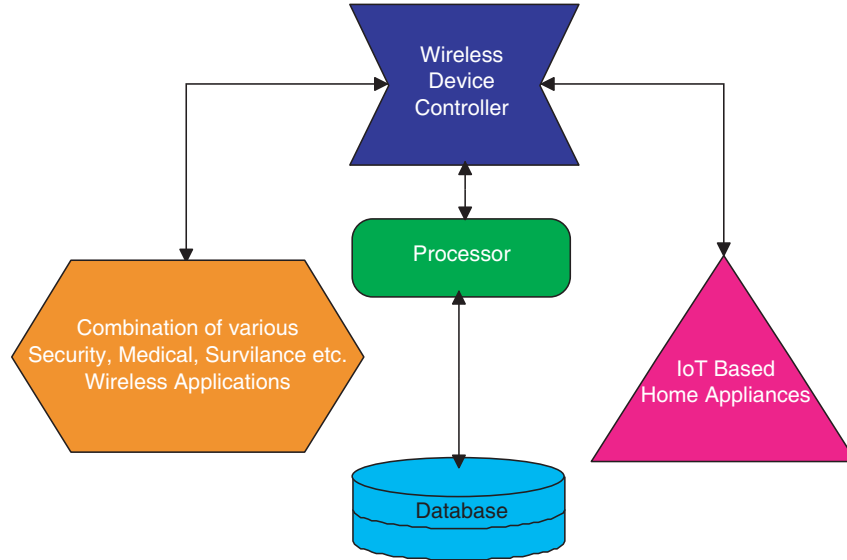 Wireless
Device
Controller
Processor
Combination of various
Security, Medical, Survilance etc.
Wireless Applications
IoT Based
Home Appliances
Database